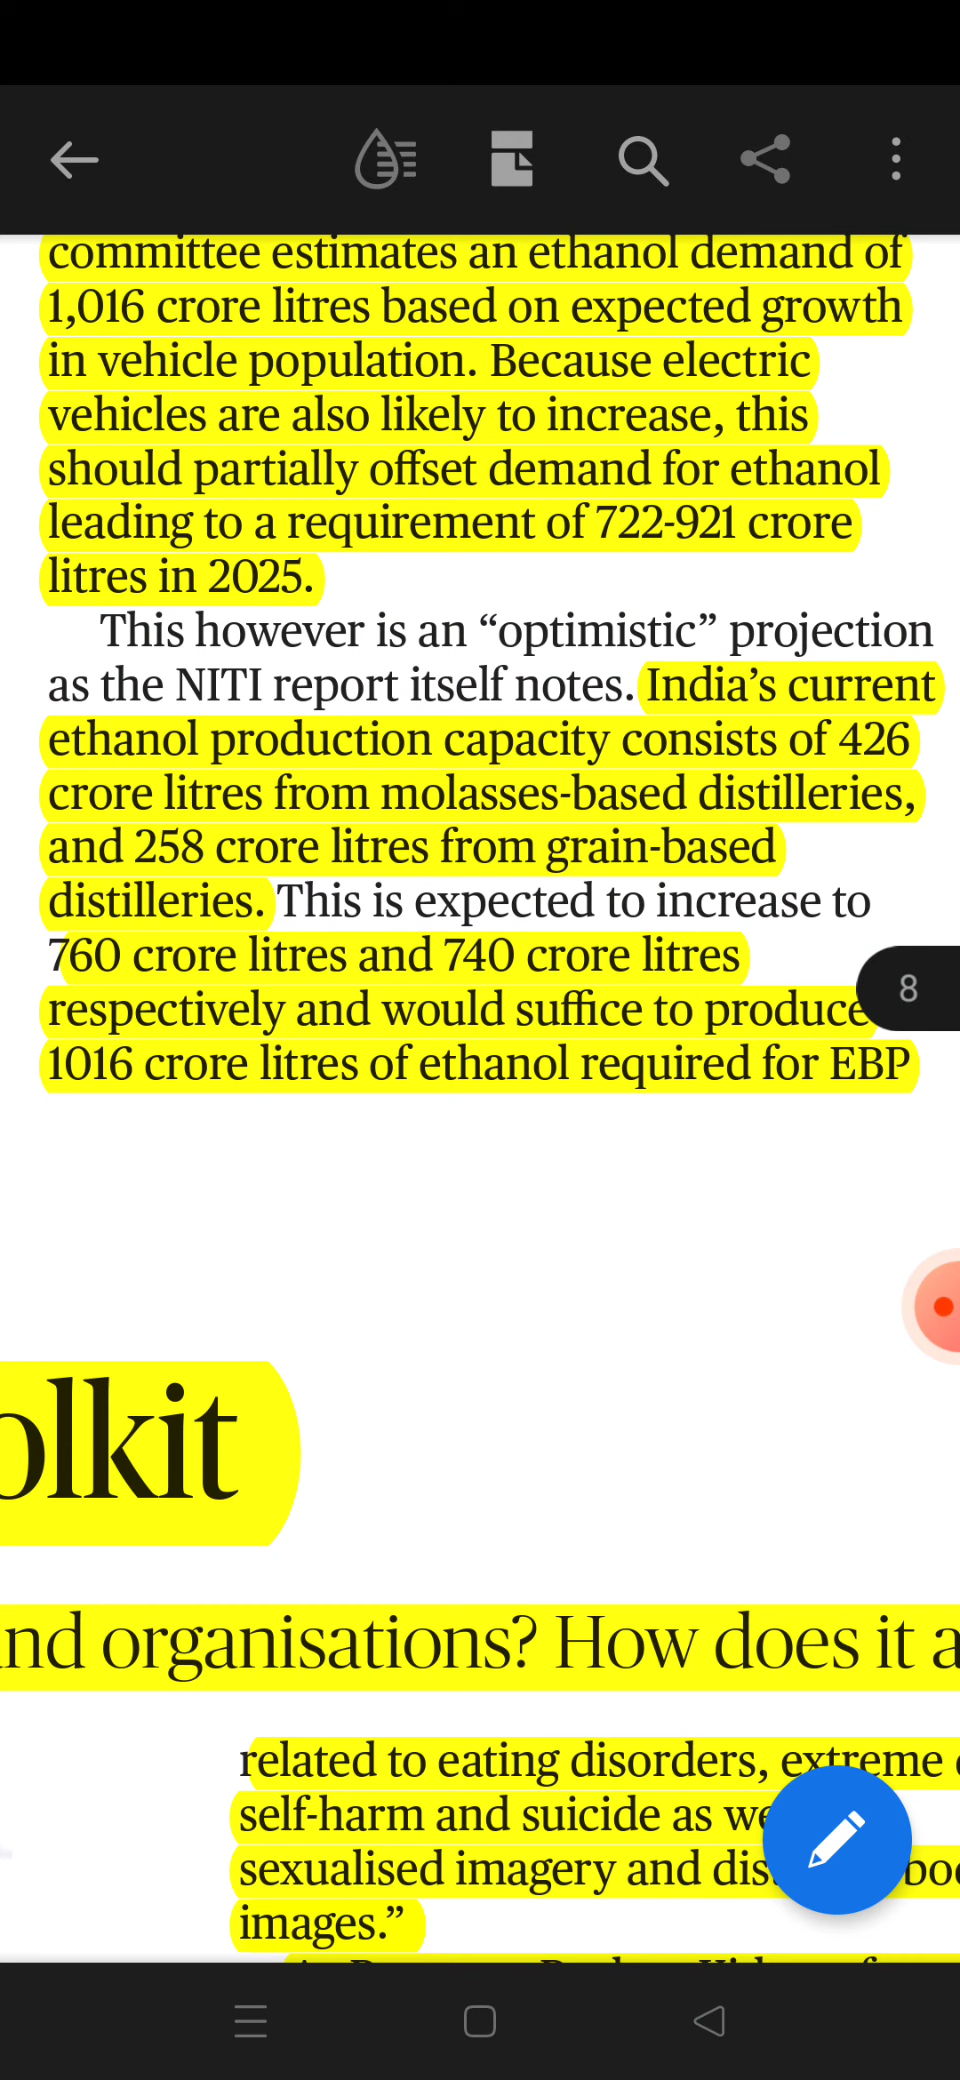 committee estimates an ethanol demand of
1,016 crore litres based on expected growth
in vehicle population. Because electric
vehicles are also likely to increase, this
should partially offset demand for ethanol
leading to a requirement of 722-921 crore
litres in 2025.
This however is an “optimistic” projection
as the NITI report itself notes. India’s current
ethanol production capacity consists of 426
crore litres from molasses-based distilleries,
and 258 crore litres from grain-based
distilleries. This is expected to increase to
760 crore litres and 740 crore litres
respectively and would suffice to produce
1016 crore litres of ethanol required for EBP
8
olkit
nd organisations? How does it a
related to eating disorders, extreme
self-harm and suicide as we
sexualised imagery and dis
images.”